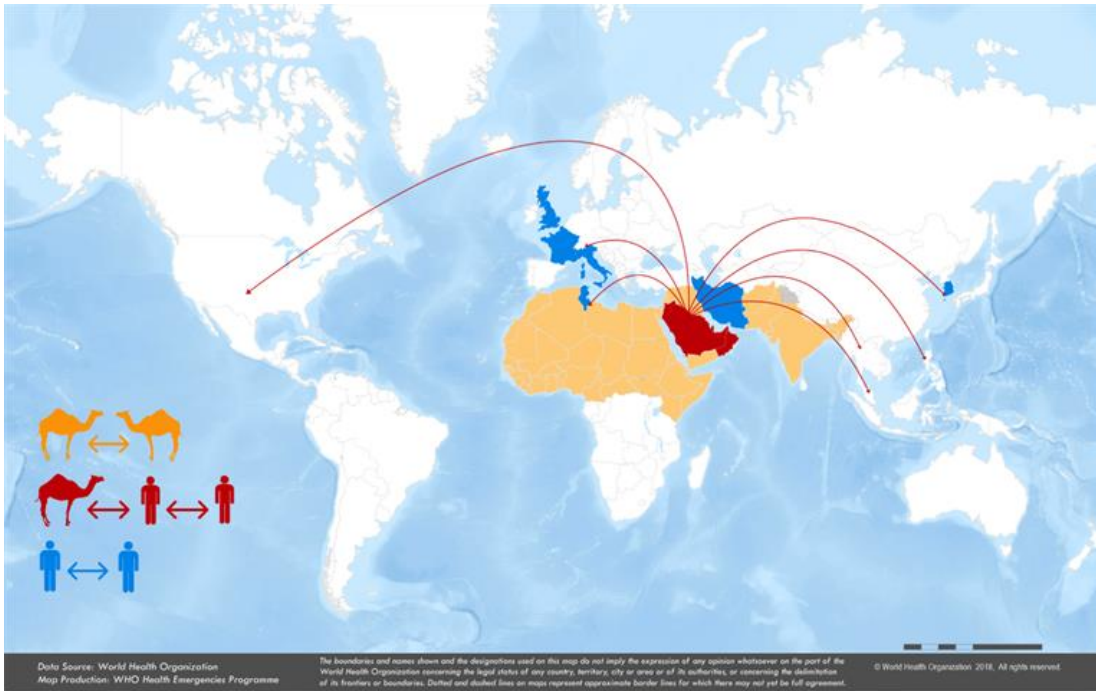 Data Source: World Health Organization
Map Production: WHO Health Emergencies Programme
The boundaries and names shown and the designations used on this map do not imply the expression of any opinion whatsoever on the part of the
World Health Organization concerning the legal status of any country, territory, city or area or of its authorities, or concerning the delimitation
of its frontiers or boundaries. Dotted and dashed lines on maps represent approximate border lines for which there may not yet be full agreement.
© World Health Organization 2018, All rights reserved.